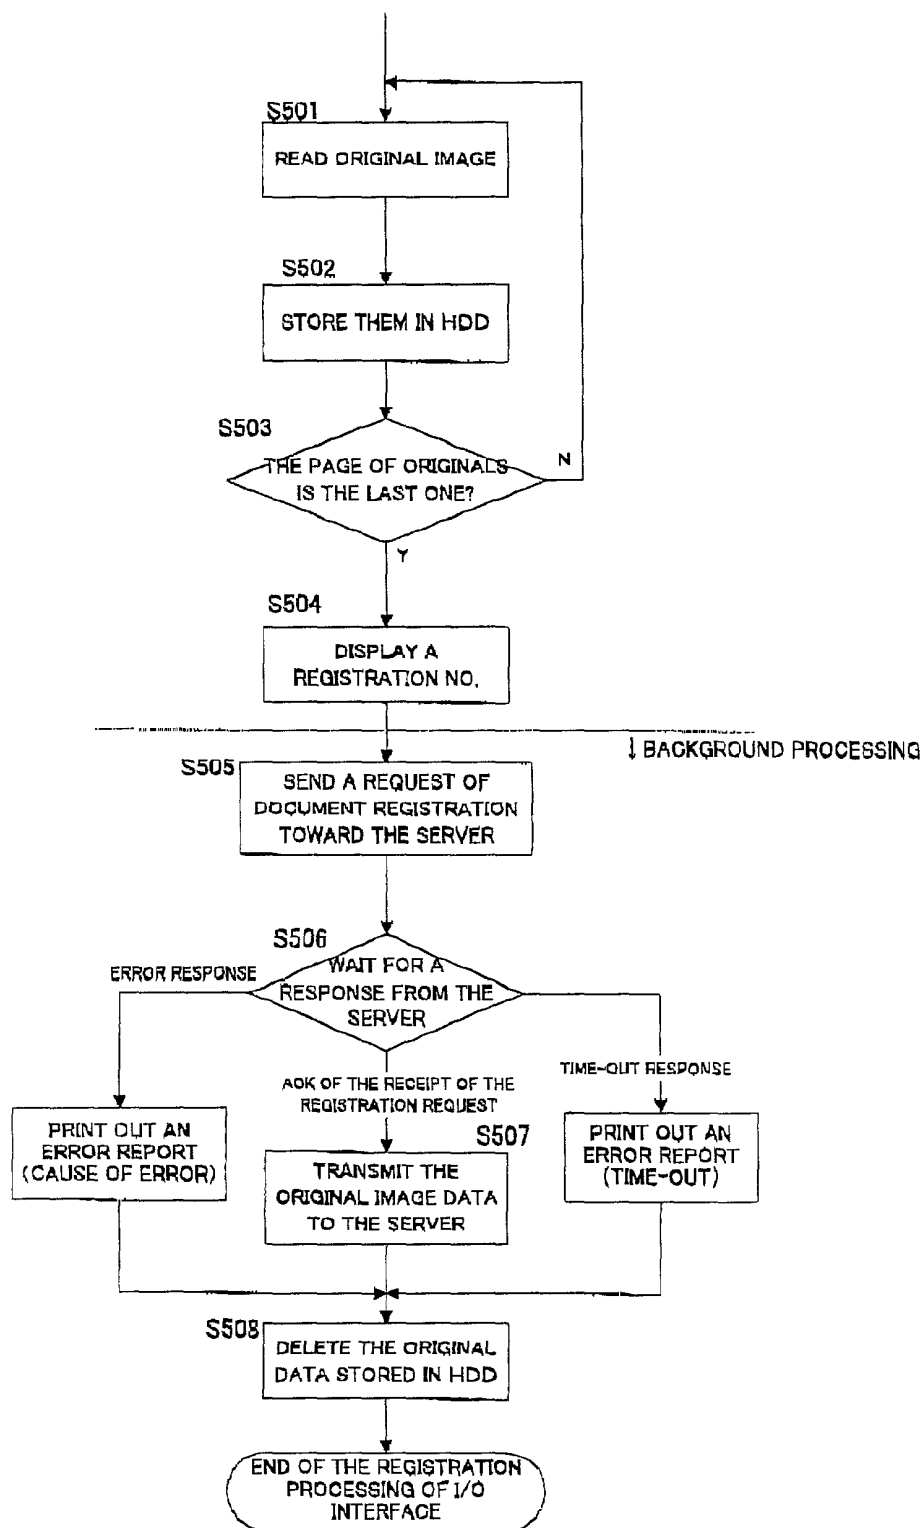 S501
READ ORIGINAL IMAGE
S502
STORE THEM IN HDD
S503
THE PAGE OF ORIGINALS
IS THE LAST ONE?
N
Y
S504
DISPLAY A
REGISTRATION NO.
↓ BACKGROUND PROCESSING
S505
SEND A REQUEST OF
DOCUMENT REGISTRATION
TOWARD THE SERVER
S506
WAIT FOR A
RESPONSE FROM THE
SERVER
ERROR RESPONSE
AOK OF THE RECEIPT OF THE
REGISTRATION REQUEST
TIME-OUT RESPONSE
PRINT OUT AN
ERROR REPORT
(CAUSE OF ERROR)
S507
TRANSMIT THE
ORIGINAL IMAGE DATA
TO THE SERVER
PRINT OUT AN
ERROR REPORT
(TIME-OUT)
S508
DELETE THE ORIGINAL
DATA STORED IN HDD
END OF THE REGISTRATION
PROCESSING OF I/O
INTERFACE